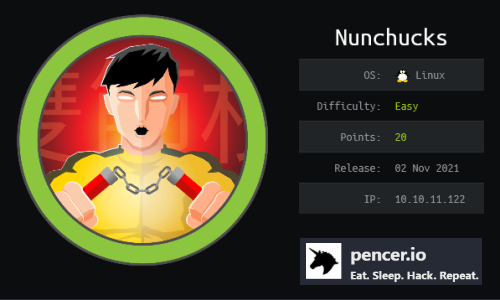 Nunchucks
OS: Linux
Difficulty: Easy
Points: 20
Release: 02 Nov 2021
IP: 10.10.11.122
pencer.io
Eat. Sleep. Hack. Repeat.